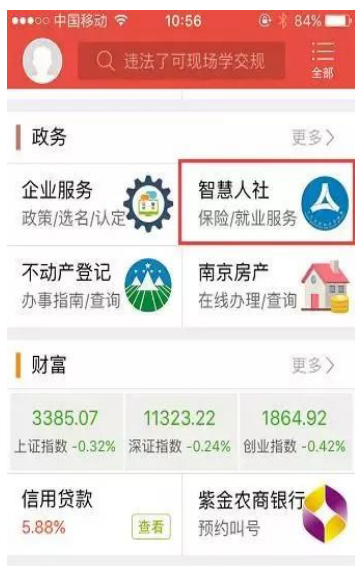 中国移动 10:56 84%
违法了可现场学交规
全部
政务 更多
企业服务
政策/选名/认定
智慧人社
保险/就业服务
不动产登记
办事指南/查询
南京房产
在线办理/查询
财富 更多
3385.07 11323.22 1864.92
上证指数 -0.32% 深证指数 -0.24% 创业指数 -0.42%
信用贷款
5.88% 查看
紫金农商银行
预约叫号